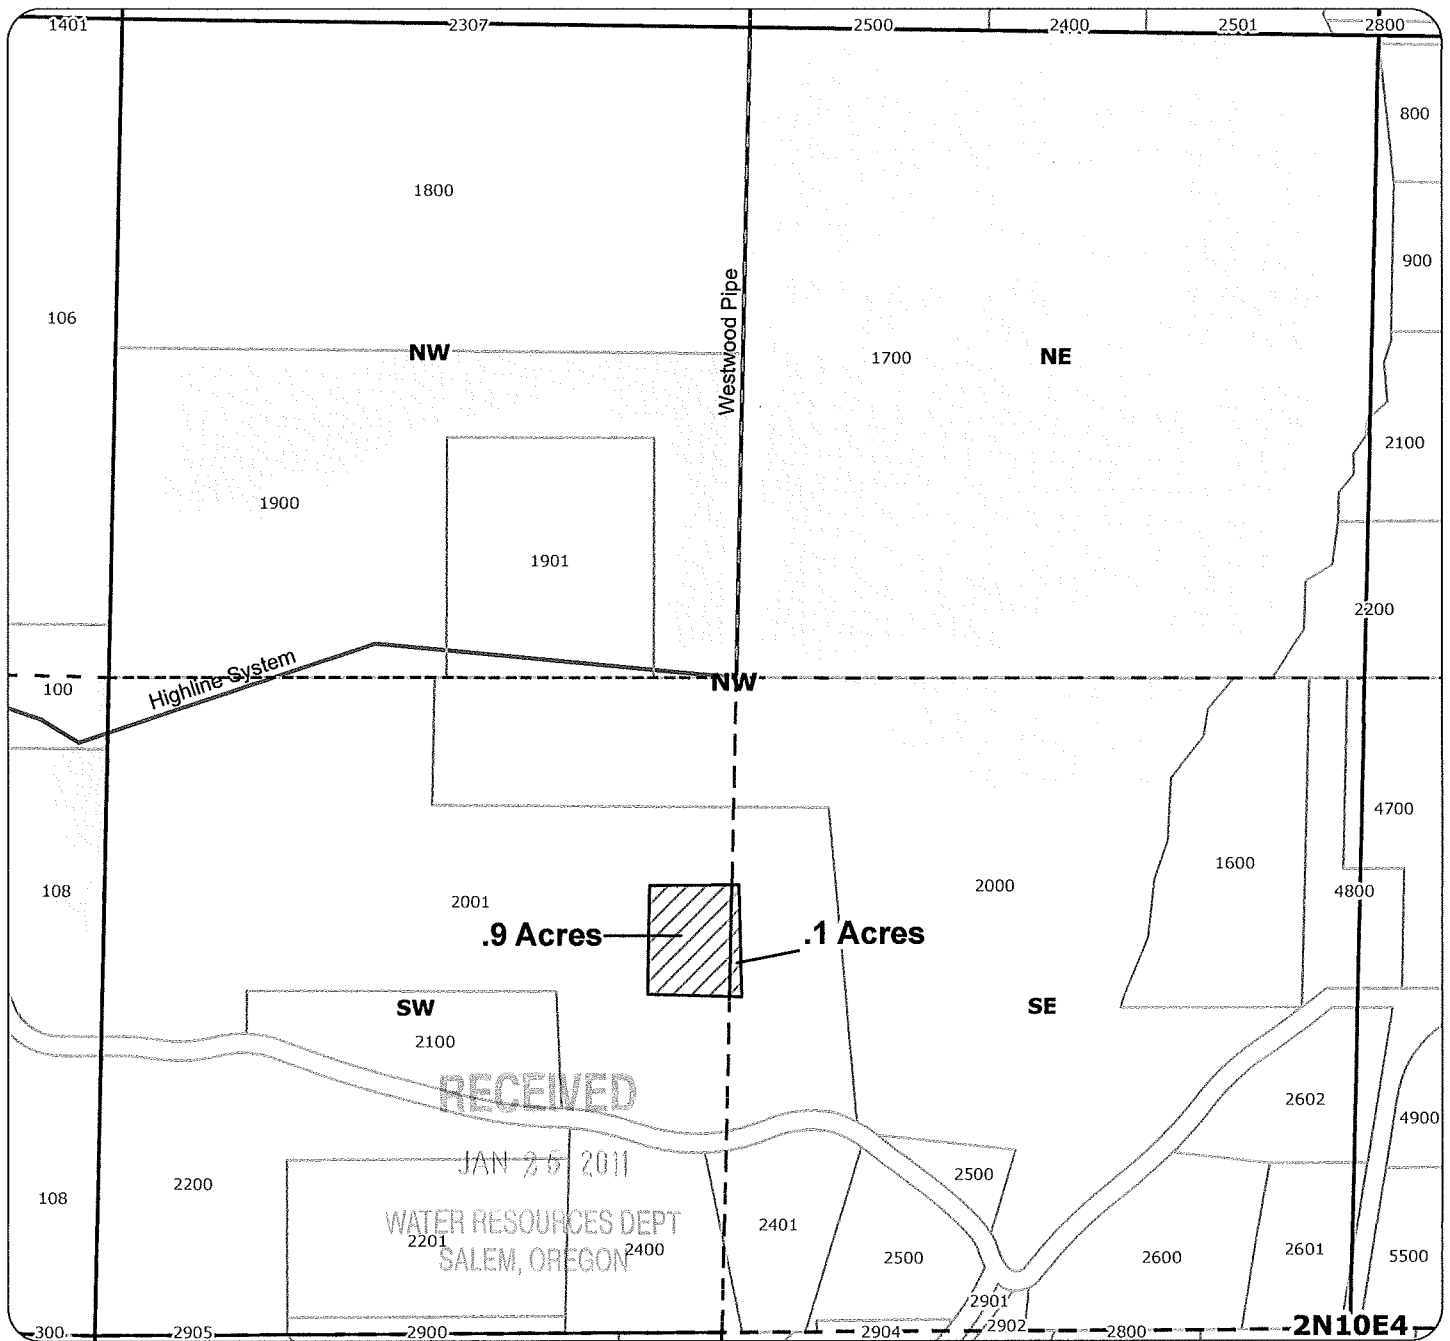 1401 2307 2500 2400 2501 2800
800
1800
900
106
Westwood Pipe
NW
1700
NE
2100
1900
1901
2200
Highline System
100
NW
4700
1600
108
2001
2000
4800
.9 Acres
.1 Acres
SW
SE
2100
RECEIVED
2602
4900
JAN 25 2011
2500
108
2200
WATER RESOURCES DEPT
2401
2201
2400
2500
2600
2601
5500
SALEM, OREGON
2901
300
2905
2900
2904
2902
2800
2N10E4